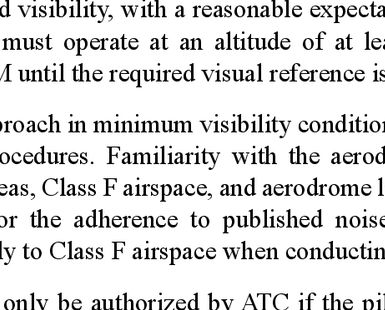 d visibility, with a reasonable expecta
must operate at an altitude of at lea
M until the required visual reference is
proach in minimum visibility condition
ocedures. Familiarity with the aerod
eas, Class F airspace, and aerodrome l
or the adherence to published noise
ly to Class F airspace when conductin
only be authorized by ATC if the pil